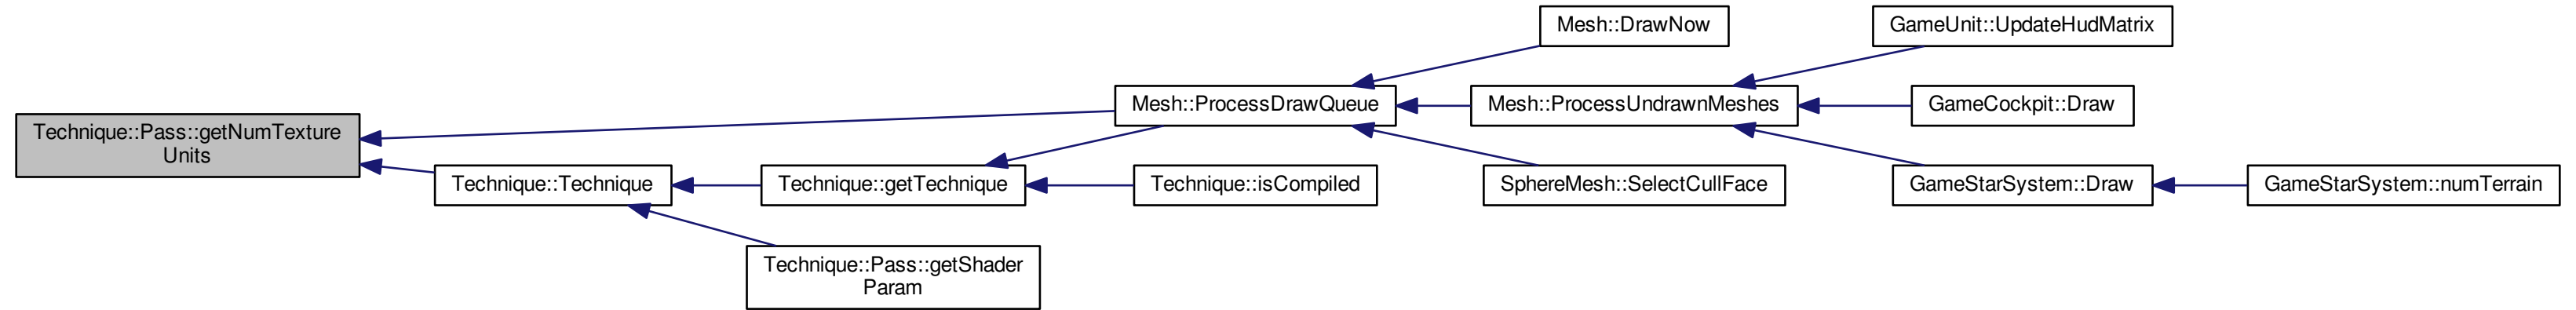 Technique::Pass::getNumTexture
Units
Technique::Technique
Technique::getTechnique
Technique::Pass::getShader
Param
Mesh::ProcessDrawQueue
Technique::isCompiled
Mesh::DrawNow
Mesh::ProcessUndrawnMeshes
SphereMesh::SelectCullFace
GameUnit::UpdateHudMatrix
GameCockpit::Draw
GameStarSystem::Draw
GameStarSystem::numTerrain